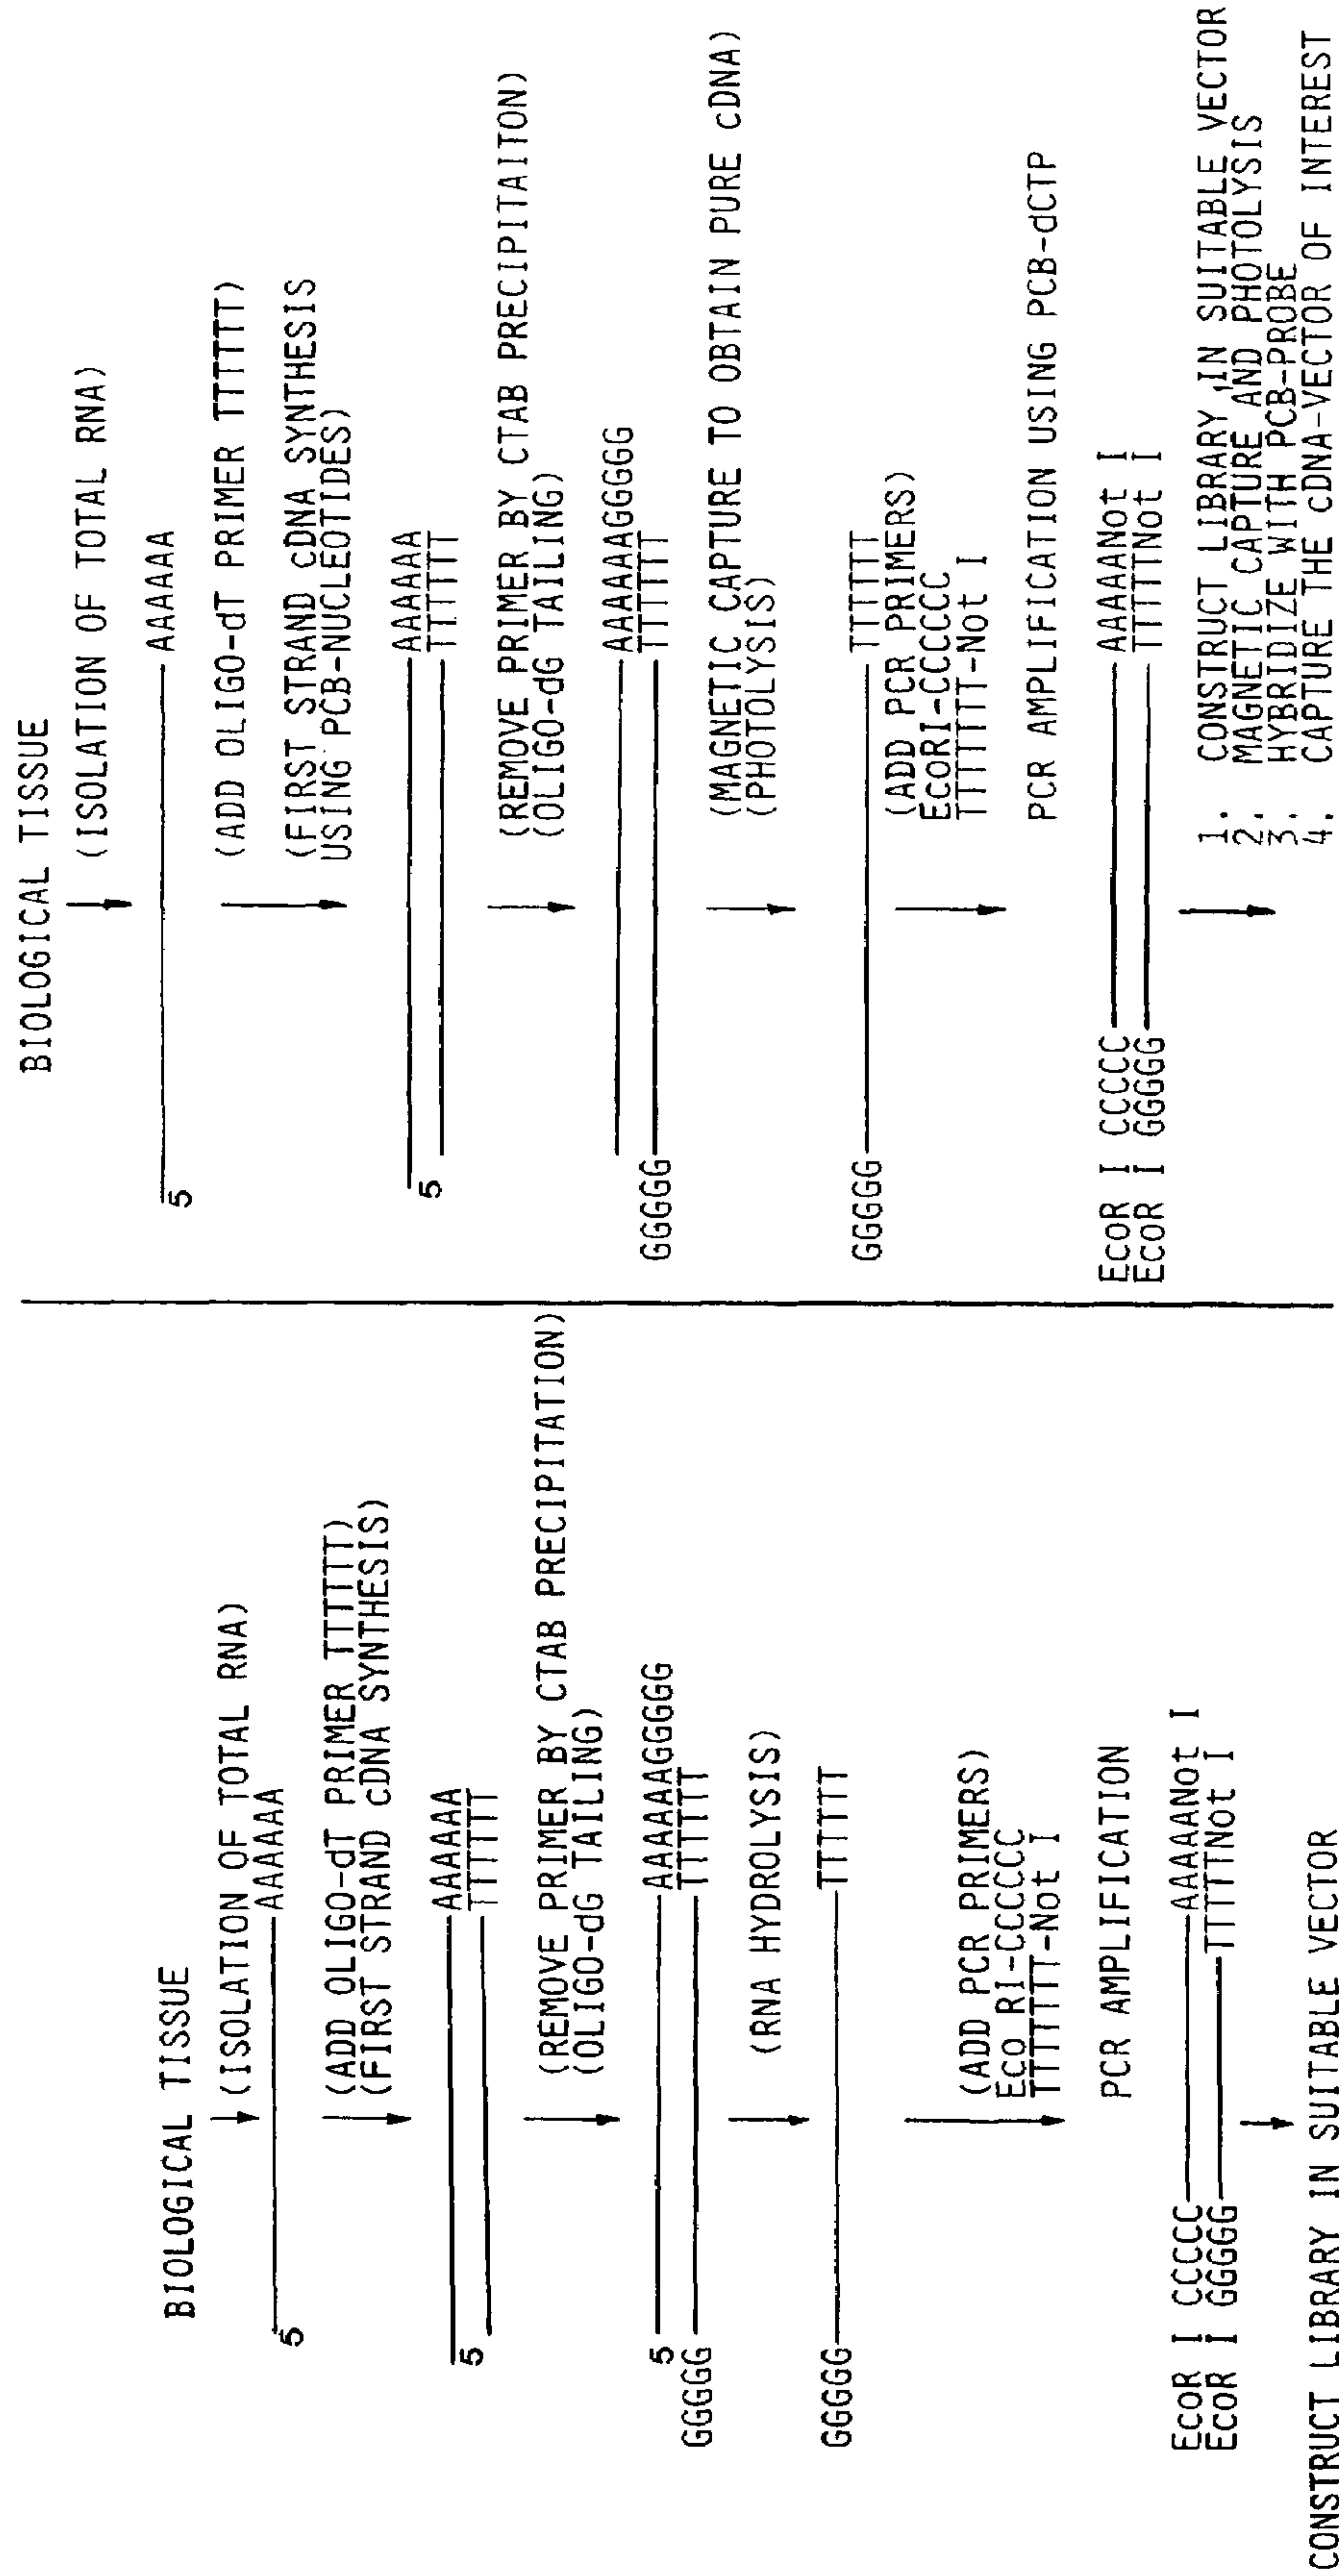 BIOLOGICAL TISSUE
(ISOLATION OF TOTAL RNA)
AAAAAA
5
(ADD OLIGO-dT PRIMER TTTTTT)
(FIRST STRAND CDNA SYNTHESIS)
AAAAAA
TTTTTT
5
(REMOVE PRIMER BY CTAB PRECIPITATION)
(OLIGO-dG TAILING)
5
AAAAAAGGGGG
GGGGG
TTTTTT
(RNA HYDROLYSIS)
GGGGG
TTTTTT
(ADD PCR PRIMERS)
Eco RI-CCCCCC
TTTTTTT-Not I
PCR AMPLIFICATION
EcoR I CCCCC
AAAAANot I
EcoR I GGGGG
TTTTTNot I
CONSTRUCT LIBRARY IN SUITABLE VECTOR
BIOLOGICAL TISSUE
(ISOLATION OF TOTAL RNA)
AAAAAA
5
(ADD OLIGO-dT PRIMER TTTTTT)
(FIRST STRAND cDNA SYNTHESIS
USING PCB-NUCLEOTIDES)
AAAAAA
TTTTTT
5
(REMOVE PRIMER BY CTAB PRECIPITAITON)
(OLIGO-dG TAILING)
AAAAAAGGGGG
GGGGG
TTTTTT
(MAGNETIC CAPTURE TO OBTAIN PURE cDNA)
(PHOTOLYSIS)
GGGGG
TTTTTT
(ADD PCR PRIMERS)
EcoRI-CCCCCC
TTTTTTT-Not I
PCR AMPLIFICATION USING PCB-dCTP
EcoR I CCCCC
AAAAANot I
EcoR I GGGGG
TTTTTNot I
1. CONSTRUCT LIBRARY, IN SUITABLE VECTOR
2. MAGNETIC CAPTURE AND PHOTOLYSIS
3. HYBRIDIZE WITH PCB-PROBE
4. CAPTURE THE CDNA-VECTOR OF INTEREST